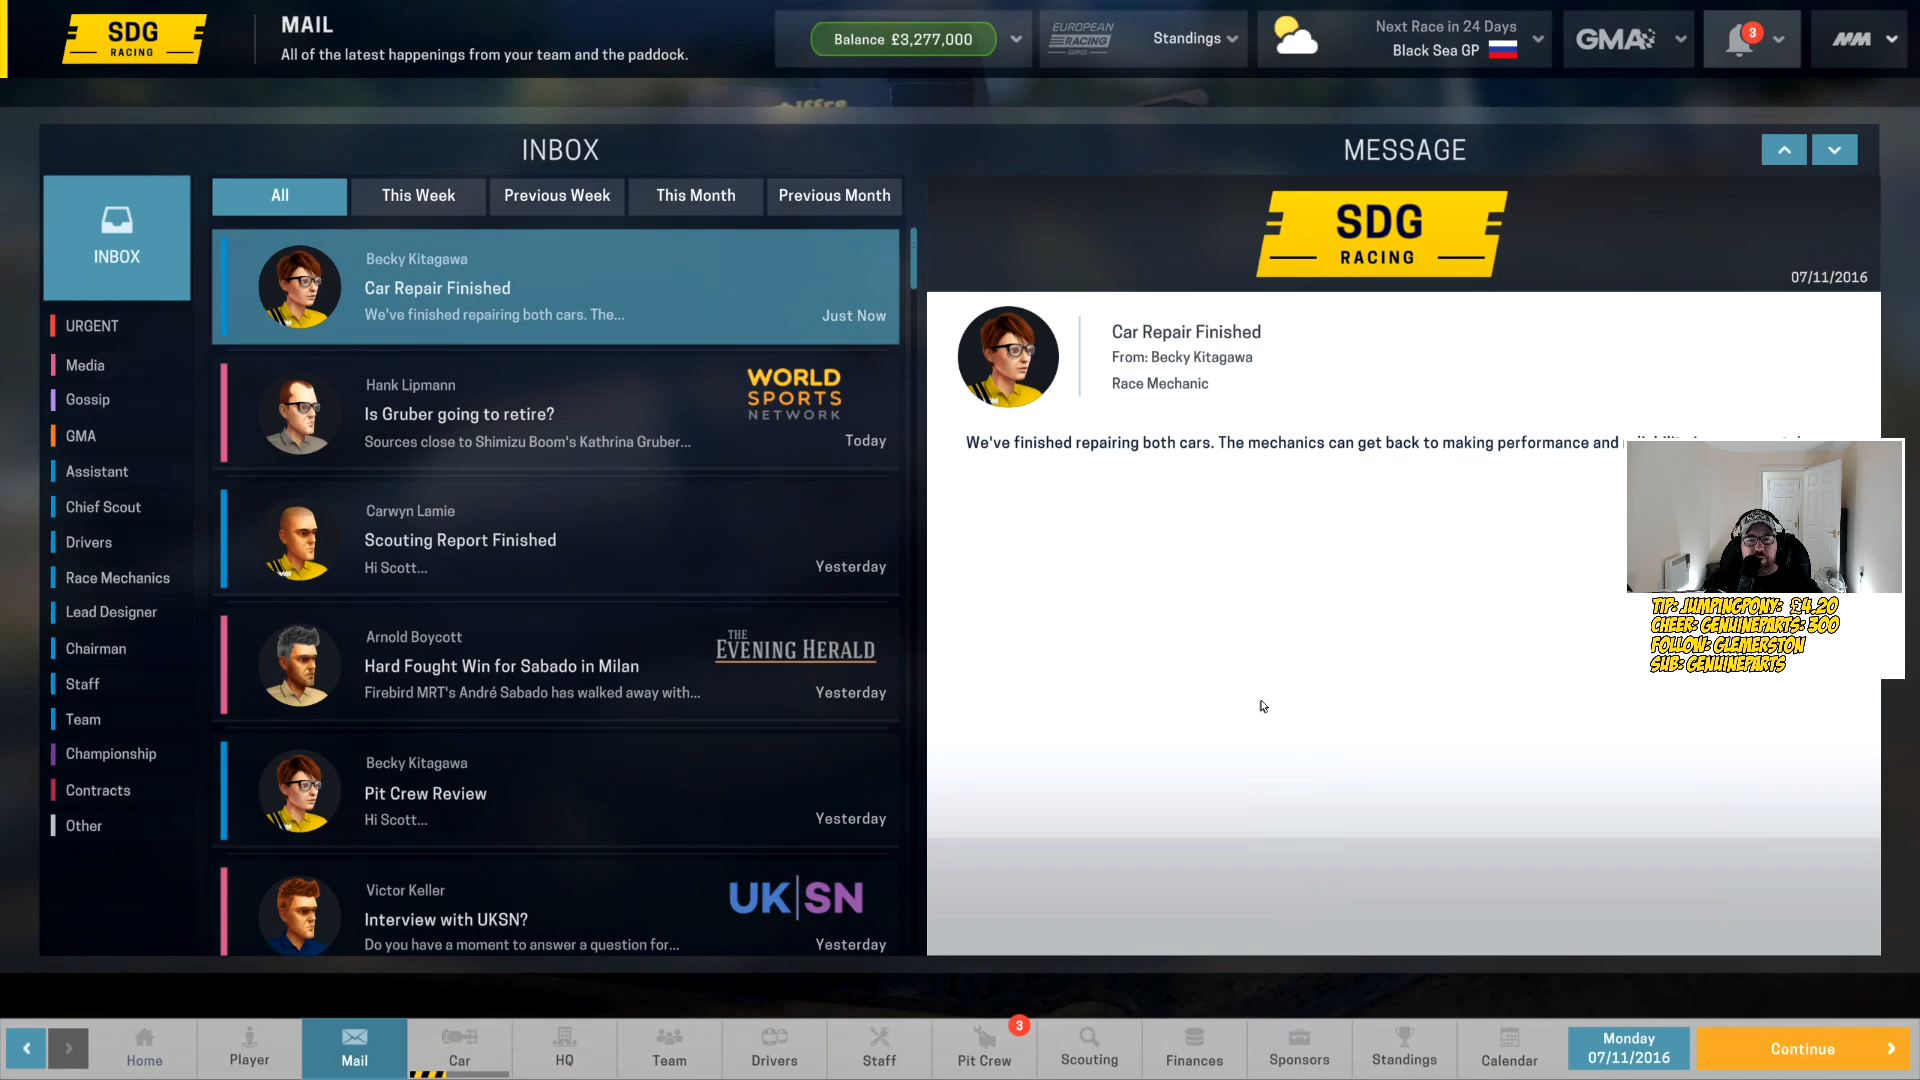 SDG
RACING
MAIL
All of the latest happenings from your team and the paddock.
Balance £3,277,000
EUROPEAN
RACING
SERIES
Standings
Next Race in 24 Days
Black Sea GP
GMA
3
INBOX
MESSAGE
INBOX
All
This Week
Previous Week
This Month
Previous Month
URGENT
Media
Gossip
GMA
Assistant
Chief Scout
Drivers
Race Mechanics
Lead Designer
Chairman
Staff
Team
Championship
Contracts
Other
Becky Kitagawa
Car Repair Finished
We've finished repairing both cars. The...
Just Now
Hank Lipmann
Is Gruber going to retire?
Sources close to Shimizu Boom's Kathrina Gruber...
WORLD
SPORTS
NETWORK
Today
Carwyn Lamie
Scouting Report Finished
Hi Scott...
Yesterday
Arnold Boycott
Hard Fought Win for Sabado in Milan
Firebird MRT's André Sabado has walked away with...
THE
EVENING HERALD
Yesterday
Becky Kitagawa
Pit Crew Review
Hi Scott...
Yesterday
Victor Keller
Interview with UKSN?
Do you have a moment to answer a question for...
UK|SN
Yesterday
SDG
RACING
07/11/2016
Car Repair Finished
From: Becky Kitagawa
Race Mechanic
We've finished repairing both cars. The mechanics can get back to making performance and
TIP: JUMPINGPONY: £4.20
CHEER: GENUINEPARTS: 300
FOLLOW: GLEMERSTON
SUB: GENUINEPARTS
Home
Player
Mail
Car
HQ
Team
Drivers
Staff
3
Pit Crew
Scouting
Finances
Sponsors
Standings
Calendar
Monday
07/11/2016
Continue